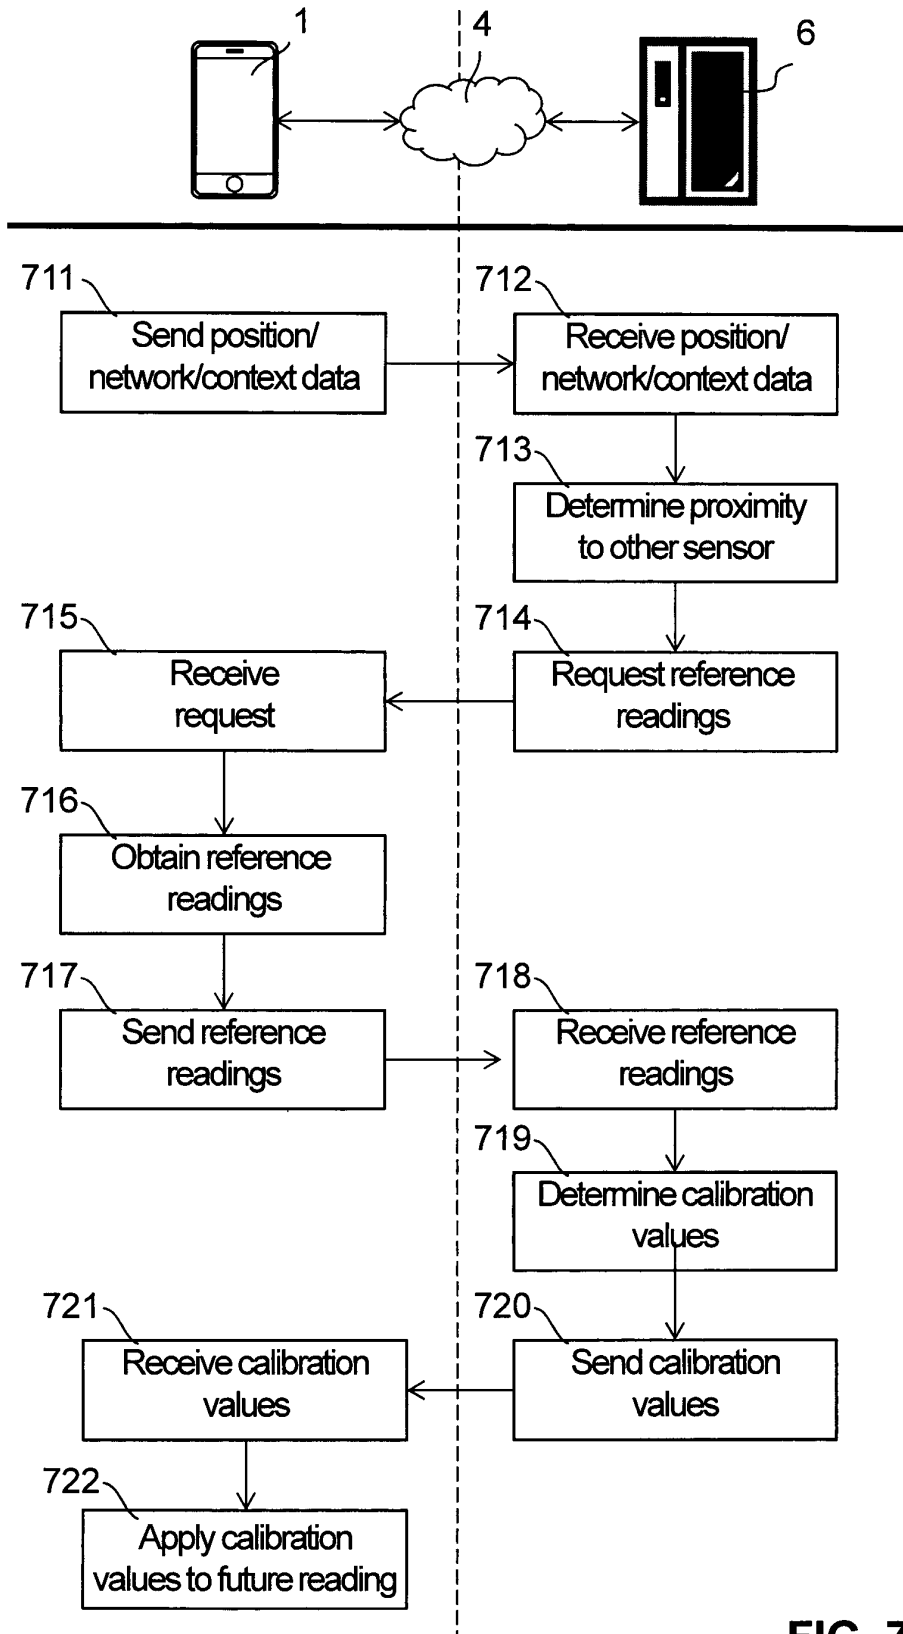 1
4
6
711
Send position/
network/context data
712
Receive position/
network/context data
713
Determine proximity
to other sensor
714
Request reference
readings
715
Receive
request
716
Obtain reference
readings
717
Send reference
readings
718
Receive reference
readings
719
Determine calibration
values
720
Send calibration
values
721
Receive calibration
values
722
Apply calibration
values to future reading
FIG. 7